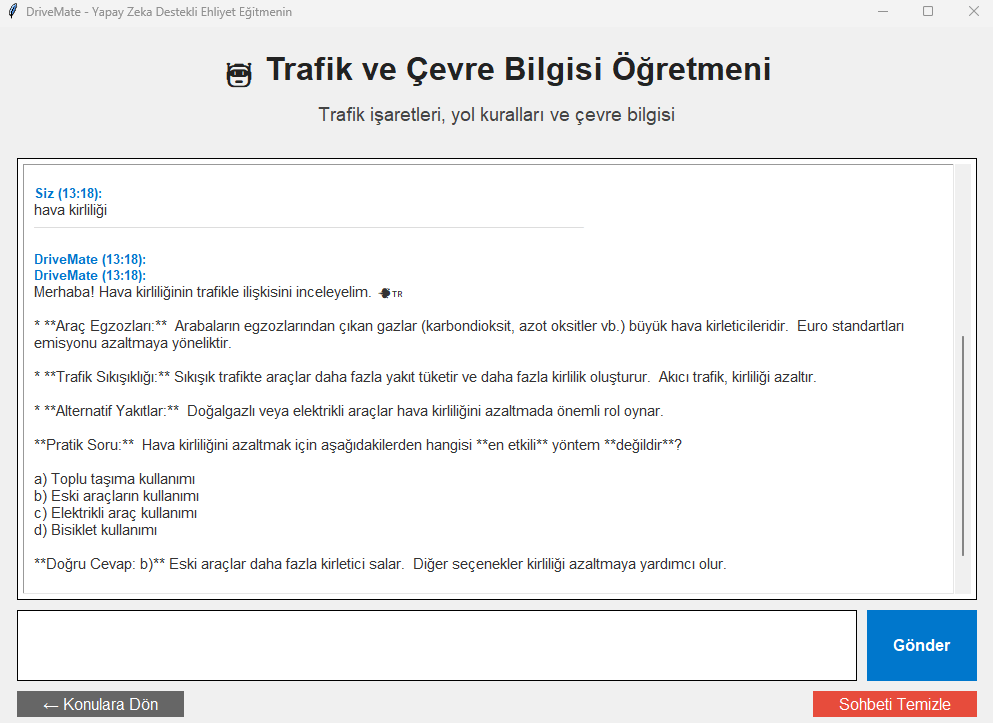 DriveMate - Yapay Zeka Destekli Ehliyet Eğitmenin
Trafik ve Çevre Bilgisi Öğretmeni
Trafik işaretleri, yol kuralları ve çevre bilgisi
Siz (13:18):
hava kirliliği
DriveMate (13:18):
DriveMate (13:18):
Merhaba! Hava kirliliğinin trafikle ilişkisini inceleyelim. TR
* **Araç Egzozları:** Arabaların egzozlarından çıkan gazlar (karbondioksit, azot oksitler vb.) büyük hava kirleticileridir. Euro standartları
emisyonu azaltmaya yöneliktir.
* **Trafik Sıkışıklığı:** Sıkışık trafikte araçlar daha fazla yakıt tüketir ve daha fazla kirlilik oluşturur. Akıcı trafik, kirliliği azaltır.
* **Alternatif Yakıtlar:** Doğalgazlı veya elektrikli araçlar hava kirliliğini azaltmada önemli rol oynar.
**Pratik Soru:** Hava kirliliğini azaltmak için aşağıdakilerden hangisi **en etkili** yöntem **değildir**?
a) Toplu taşıma kullanımı
b) Eski araçların kullanımı
c) Elektrikli araç kullanımı
d) Bisiklet kullanımı
**Doğru Cevap: b)** Eski araçlar daha fazla kirletici salar. Diğer seçenekler kirliliği azaltmaya yardımcı olur.
Gönder
← Konulara Dön
Sohbeti Temizle